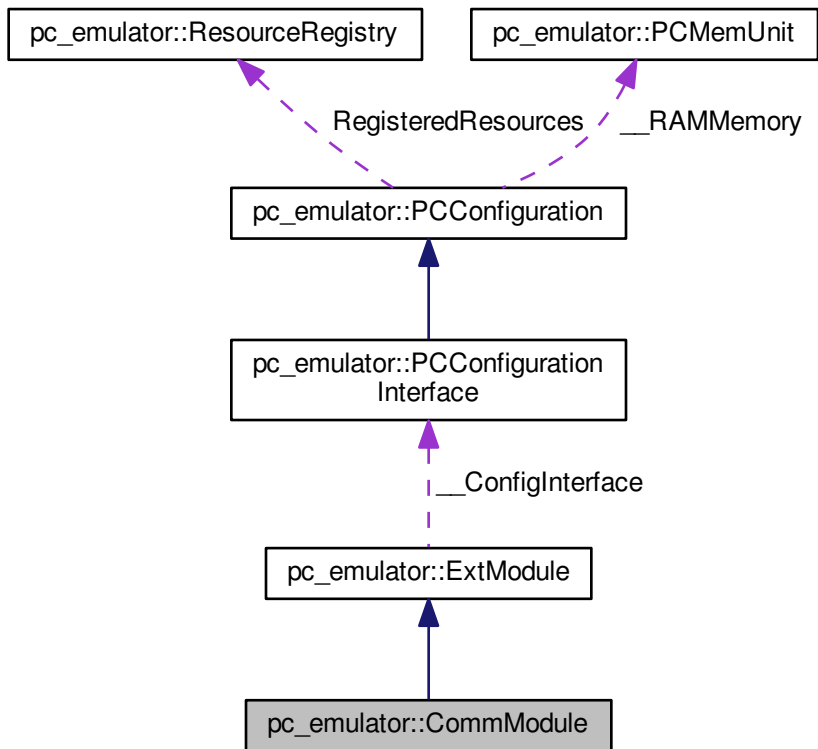 pc_emulator::ResourceRegistry
pc_emulator::PCMemUnit
RegisteredResources
__RAMMemory
pc_emulator::PCConfiguration
pc_emulator::PCConfiguration
Interface
__ConfigInterface
pc_emulator::ExtModule
pc_emulator::CommModule